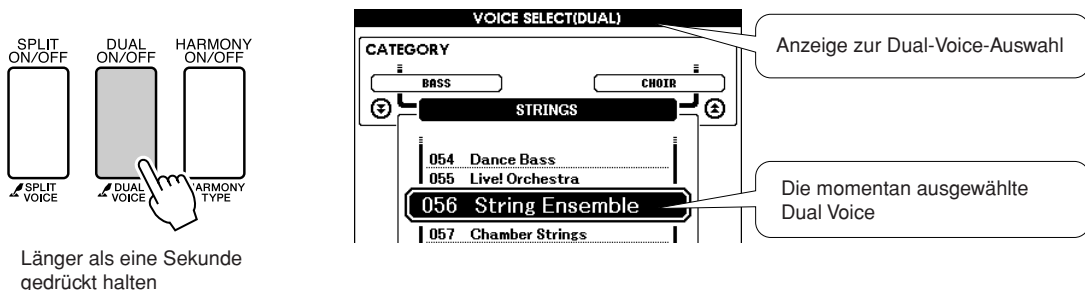 SPLIT
ON/OFF
DUAL
ON/OFF
HARMONY
ON/OFF
SPLIT
VOICE
DUAL
VOICE
ARMONY
TYPE
Länger als eine Sekunde
gedrückt halten
VOICE SELECT(DUAL)
CATEGORY
BASS
CHOIR
STRINGS
054 Dance Bass
055 Live! Orchestra
056 String Ensemble
057 Chamber Strings
Anzeige zur Dual-Voice-Auswahl
Die momentan ausgewählte
Dual Voice